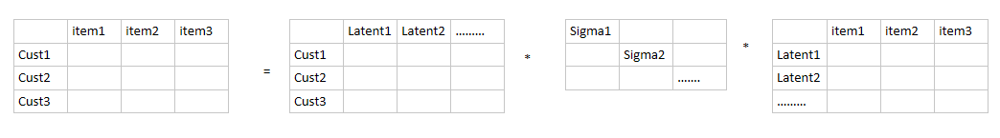 item1 item2 item3
Cust1
Cust2
Cust3
=
Latent1 Latent2 .........
Cust1
Cust2
Cust3
*
Sigma1
Sigma2
.......
*
item1 item2 item3
Latent1
Latent2
.........